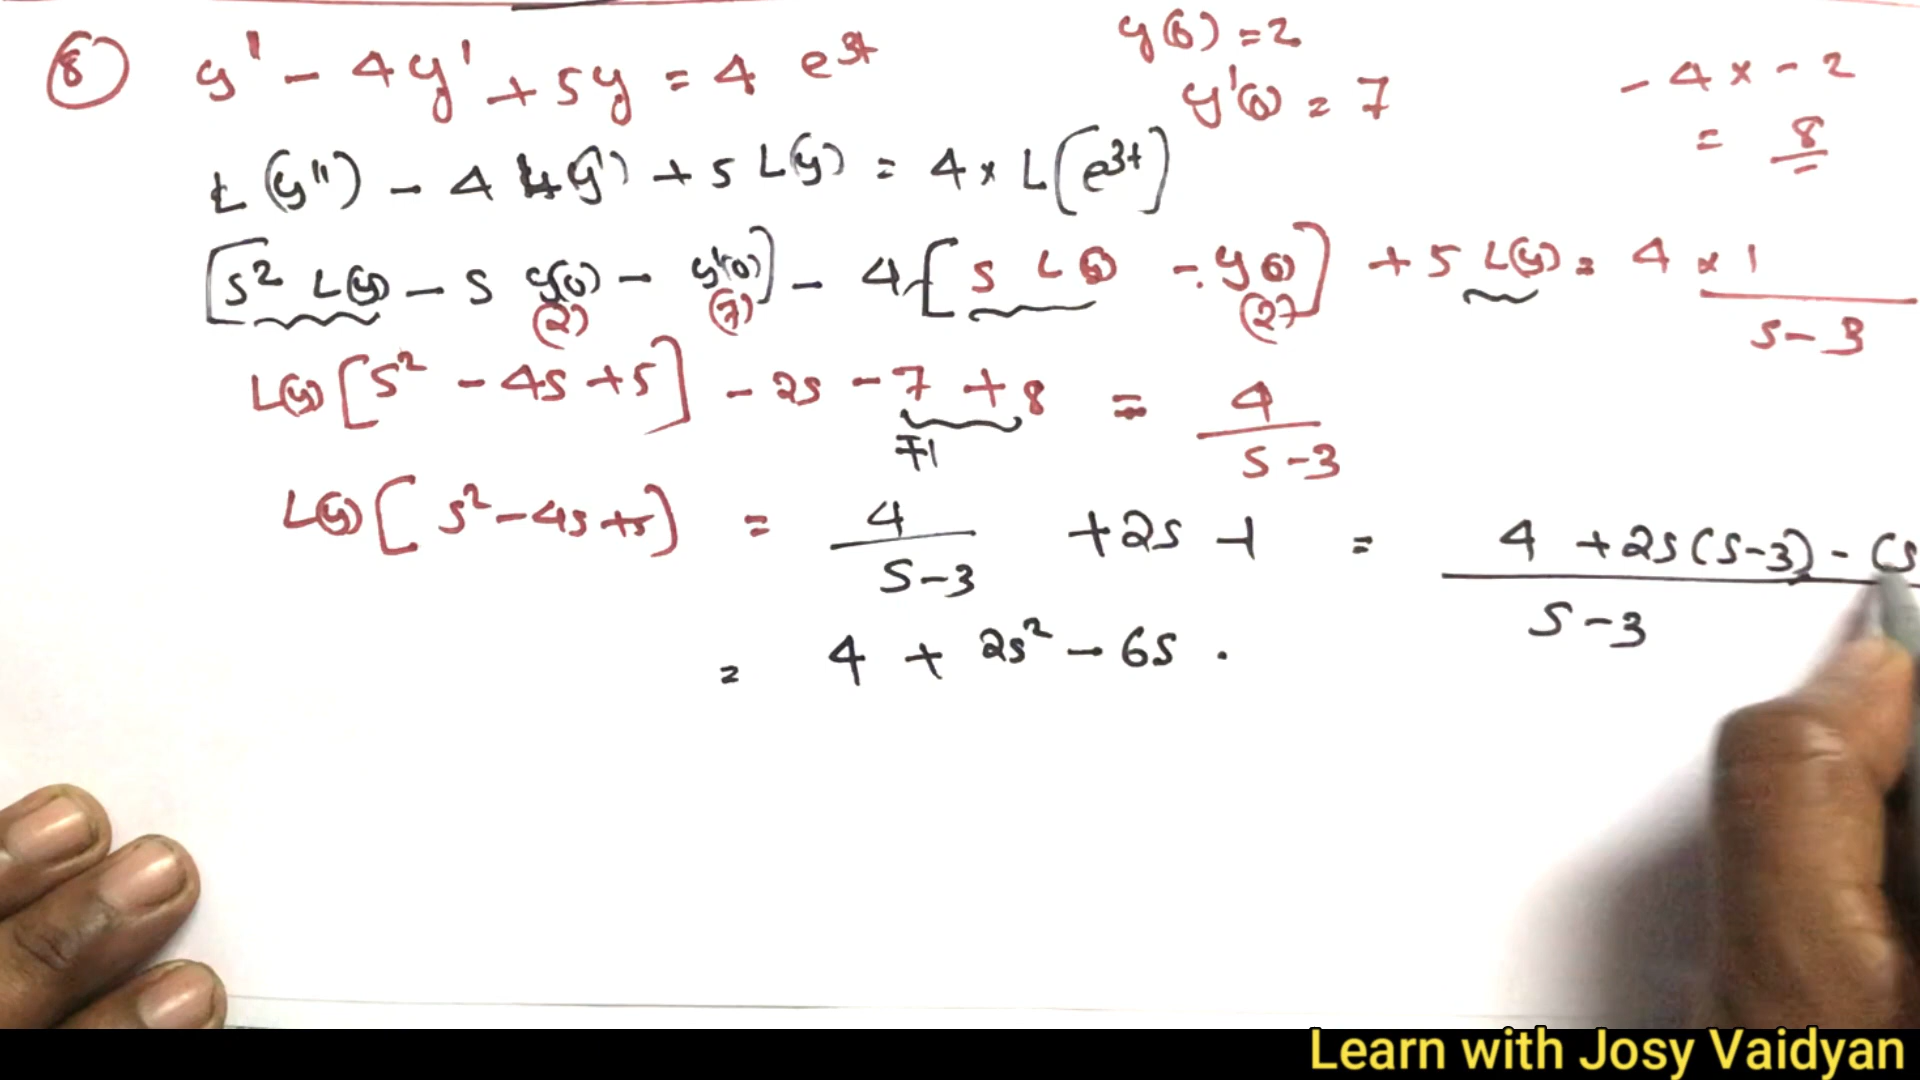 8 y'' - 4y' + 5y = 4 e^3t y(0) = 2
y'(0) = 7
- 4 x - 2
= 8
L(y'') - 4 L(y') + 5 L(y) = 4 x L[e^3t]
[s² L(y) - s y(0) - y'(0)] - 4[s L(y) - y(0)] + 5 L(y) = 4 x 1
(2) (7) (2) s-3
L(y)[s² - 4s + 5] - 2s - 7 + 8 = 4
+1 s-3
L(y)[s² - 4s + 5] = 4 + 2s - 1 = 4 + 2s(s-3) - (s
s-3 s-3
= 4 + 2s² - 6s .
Learn with Josy Vaidyan